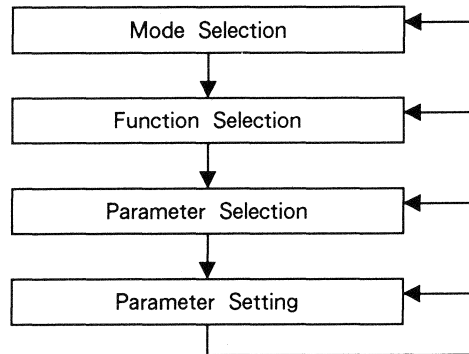 Mode Selection
Function Selection
Parameter Selection
Parameter Setting